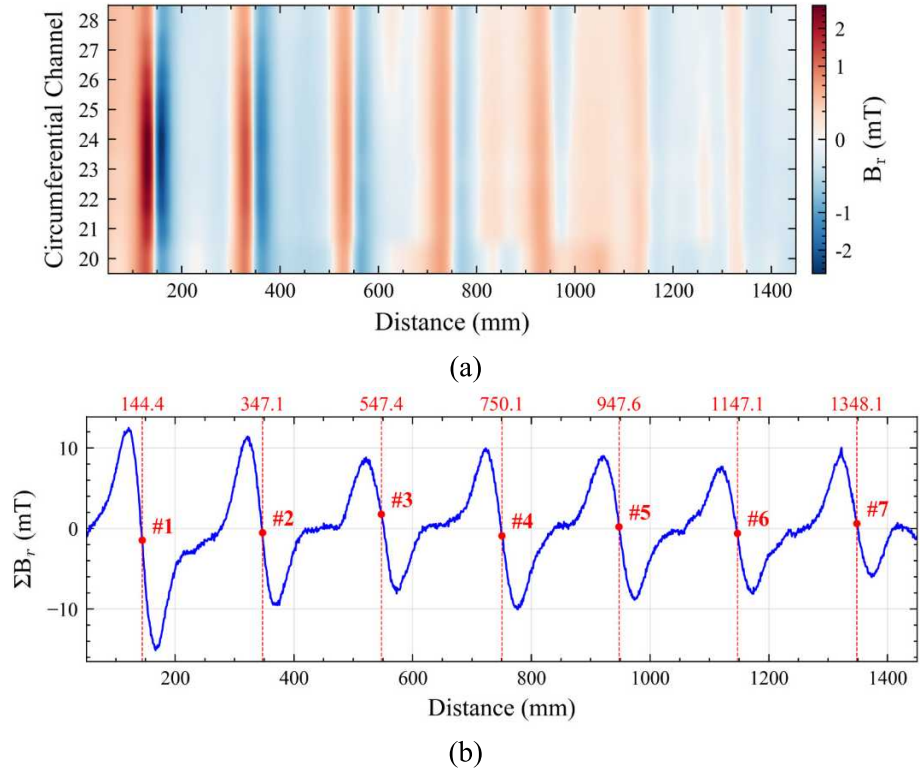 28
27
26
25
24
23
22
21
20
Circumferential Channel
200 400 600 800 1000 1200 1400
Distance (mm)
2
1
0
-1
-2
B_r (mT)
(a)
144.4 347.1 547.4 750.1 947.6 1147.1 1348.1
10
0
−10
ΣB_r (mT)
#1 #2 #3 #4 #5 #6 #7
200 400 600 800 1000 1200 1400
Distance (mm)
(b)